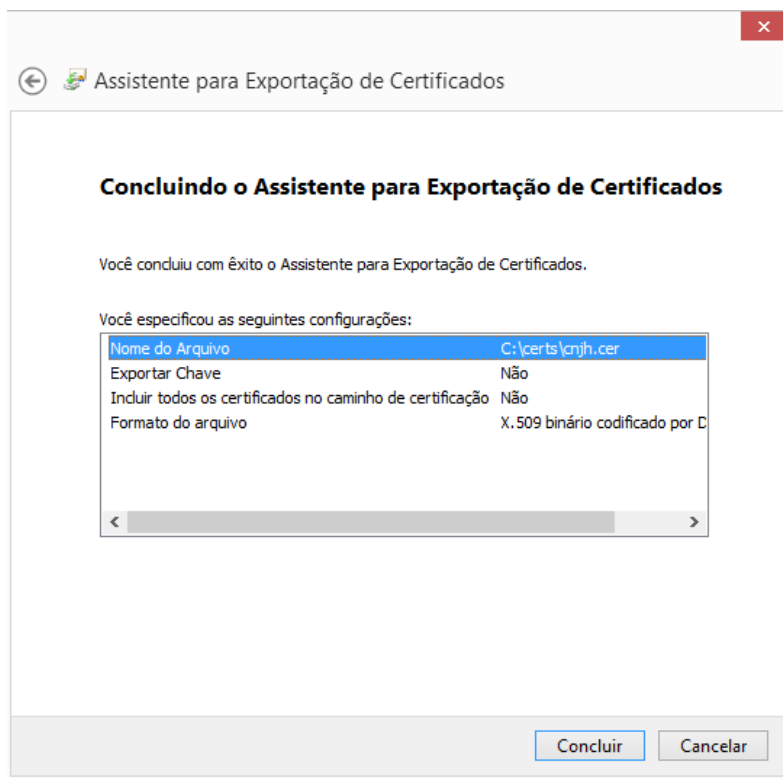 Assistente para Exportação de Certificados
Concluindo o Assistente para Exportação de Certificados
Você concluiu com êxito o Assistente para Exportação de Certificados.
Você especificou as seguintes configurações:
Nome do Arquivo C:\certs\cnjh.cer
Exportar Chave Não
Incluir todos os certificados no caminho de certificação Não
Formato do arquivo X.509 binário codificado por D
Concluir Cancelar